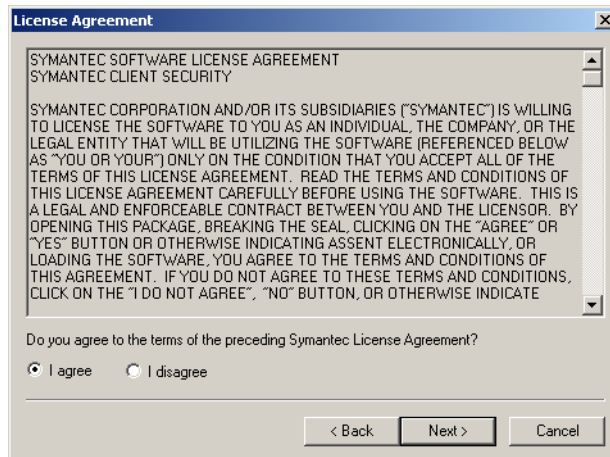 License Agreement
SYMANTEC SOFTWARE LICENSE AGREEMENT
SYMANTEC CLIENT SECURITY
SYMANTEC CORPORATION AND/OR ITS SUBSIDIARIES ("SYMANTEC") IS WILLING
TO LICENSE THE SOFTWARE TO YOU AS AN INDIVIDUAL, THE COMPANY, OR THE
LEGAL ENTITY THAT WILL BE UTILIZING THE SOFTWARE (REFERENCED BELOW
AS "YOU OR YOUR") ONLY ON THE CONDITION THAT YOU ACCEPT ALL OF THE
TERMS OF THIS LICENSE AGREEMENT.  READ THE TERMS AND CONDITIONS OF
THIS LICENSE AGREEMENT CAREFULLY BEFORE USING THE SOFTWARE.  THIS IS
A LEGAL AND ENFORCEABLE CONTRACT BETWEEN YOU AND THE LICENSOR.  BY
OPENING THIS PACKAGE, BREAKING THE SEAL, CLICKING ON THE "AGREE" OR
"YES" BUTTON OR OTHERWISE INDICATING ASSENT ELECTRONICALLY, OR
LOADING THE SOFTWARE, YOU AGREE TO THE TERMS AND CONDITIONS OF
THIS AGREEMENT.  IF YOU DO NOT AGREE TO THESE TERMS AND CONDITIONS,
CLICK ON THE "I DO NOT AGREE",  "NO" BUTTON, OR OTHERWISE INDICATE
Do you agree to the terms of the preceding Symantec License Agreement?
I agree I disagree
< Back Next > Cancel